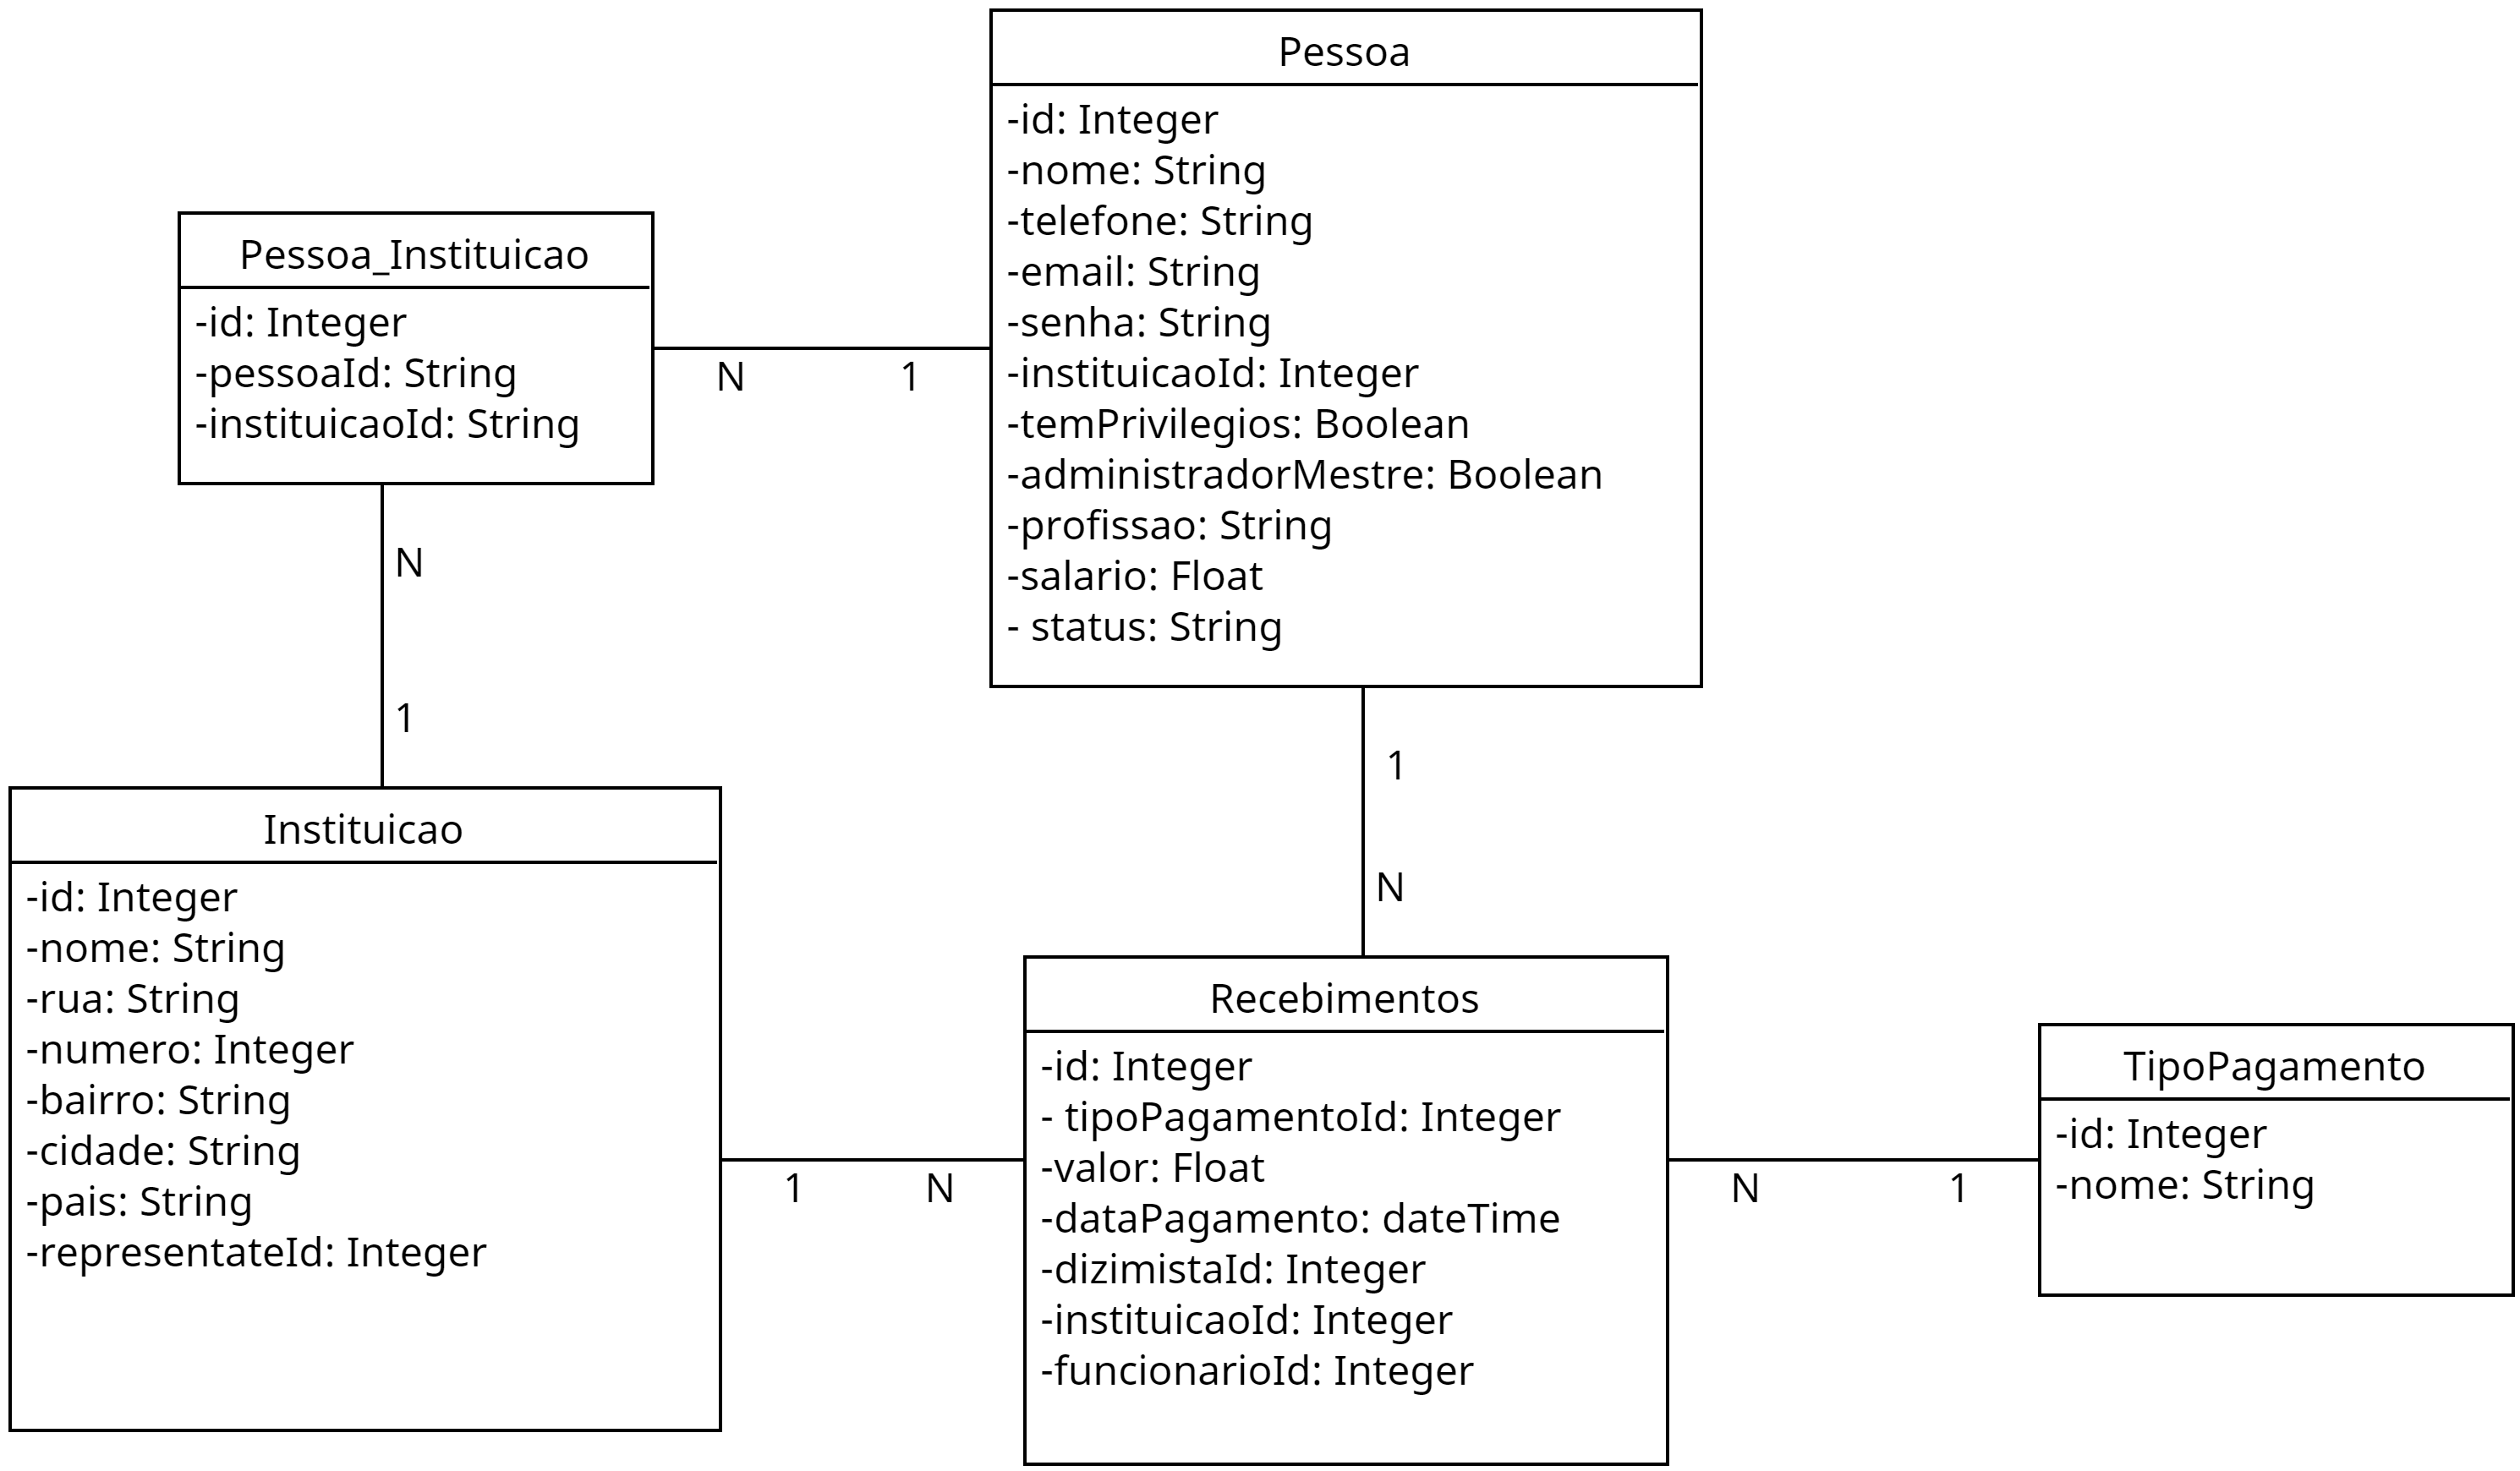 Pessoa
-id: Integer
-nome: String
-telefone: String
-email: String
-senha: String
-instituicaoId: Integer
-temPrivilegios: Boolean
-administradorMestre: Boolean
-profissao: String
-salario: Float
- status: String
Pessoa_Instituicao
-id: Integer
-pessoaId: String
-instituicaoId: String
N
1
N
1
1
N
Instituicao
-id: Integer
-nome: String
-rua: String
-numero: Integer
-bairro: String
-cidade: String
-pais: String
-representateId: Integer
1
N
Recebimentos
-id: Integer
- tipoPagamentoId: Integer
-valor: Float
-dataPagamento: dateTime
-dizimistaId: Integer
-instituicaoId: Integer
-funcionarioId: Integer
N
1
TipoPagamento
-id: Integer
-nome: String